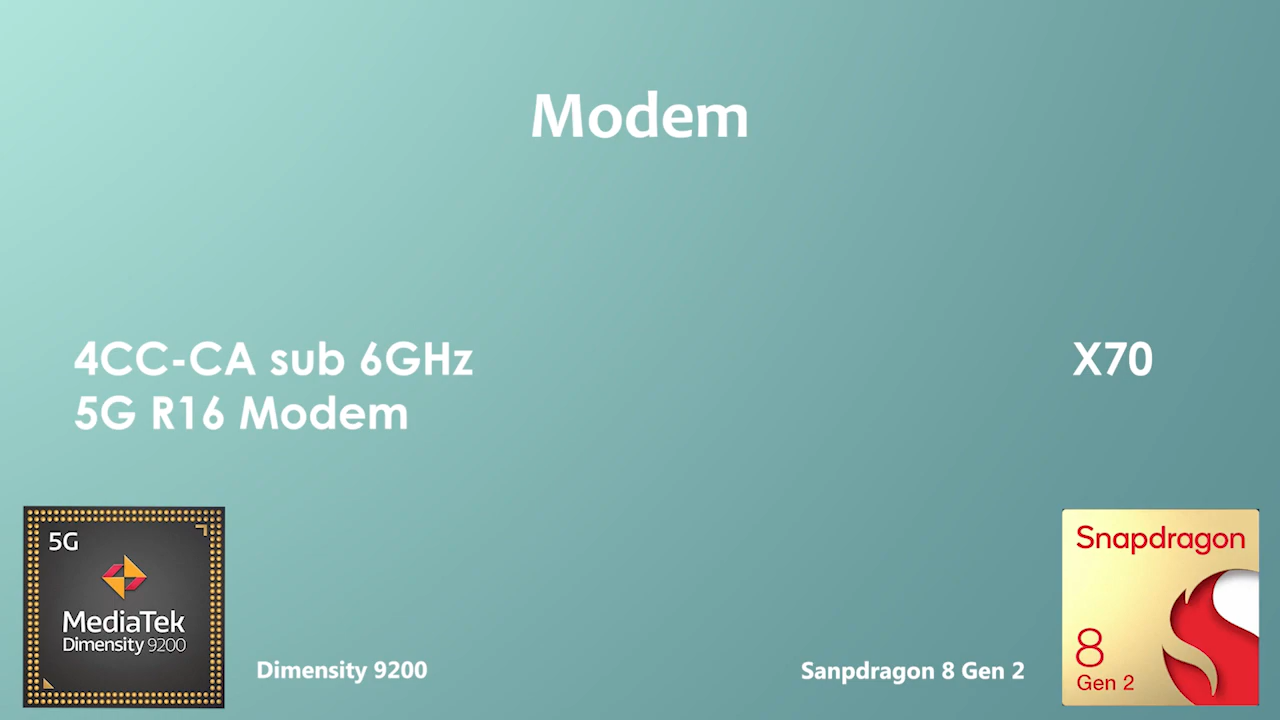 Modem
4CC-CA sub 6GHz
5G R16 Modem
X70
5G
MediaTek
Dimensity 9200
Dimensity 9200
Sanpdragon 8 Gen 2
Snapdragon
8
Gen 2